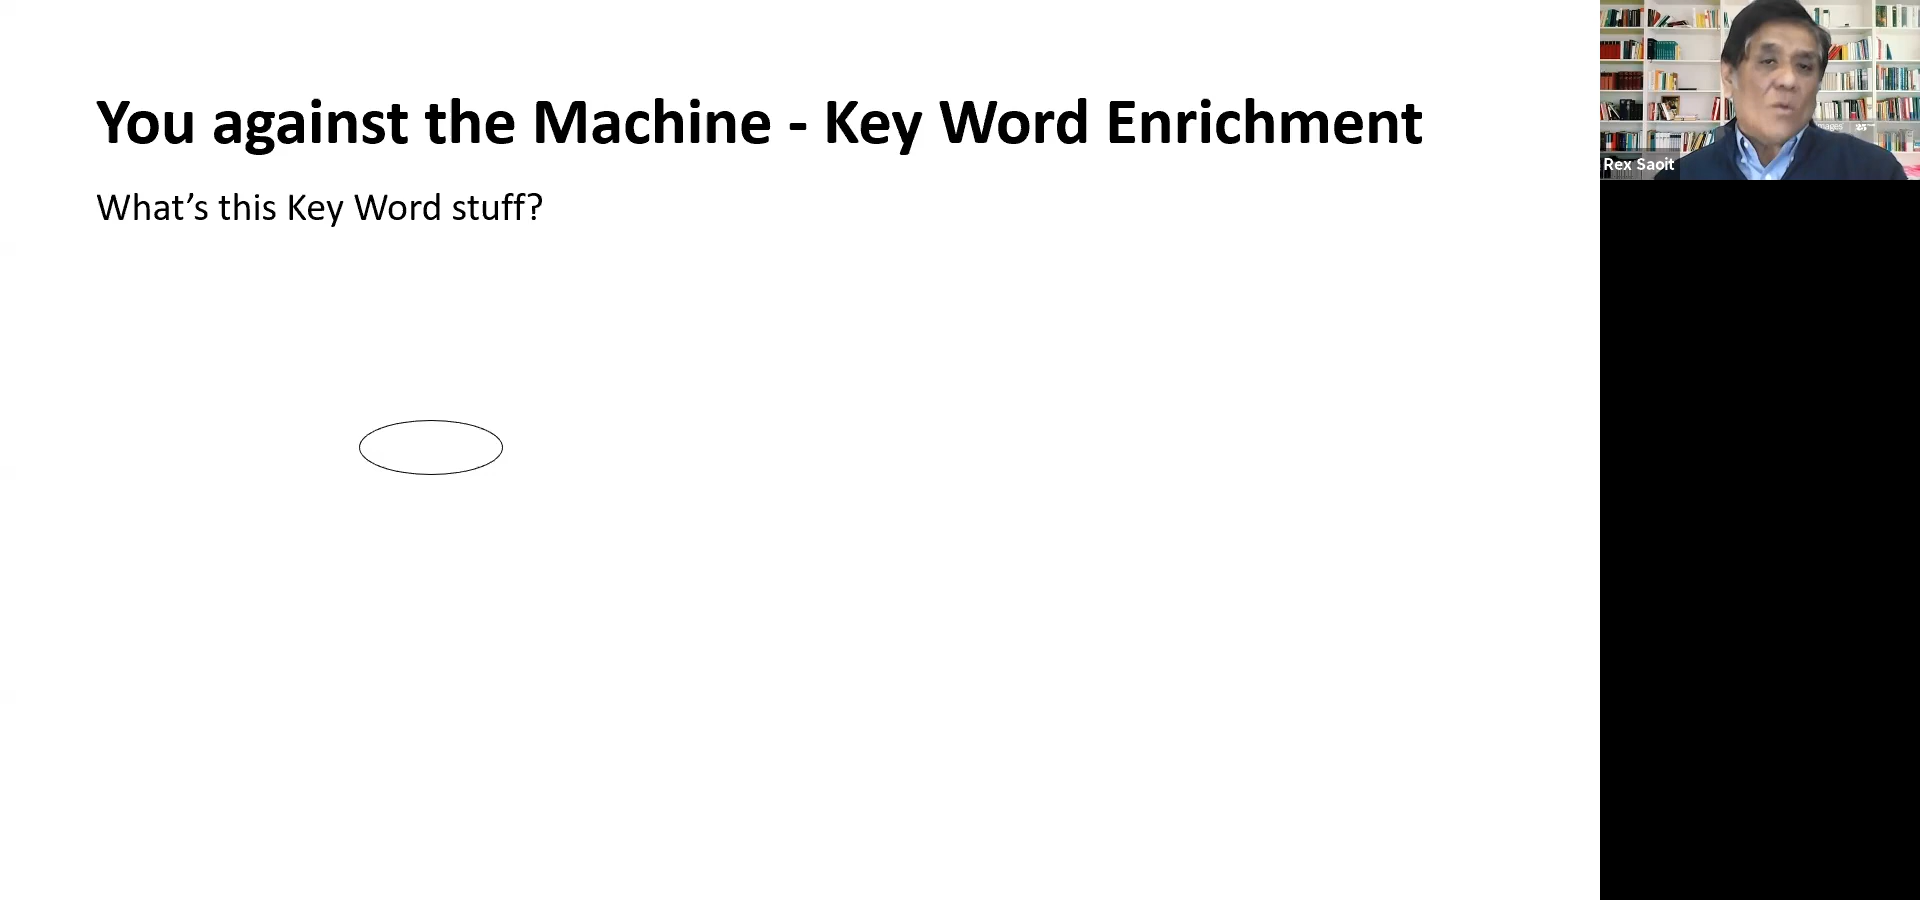 You against the Machine - Key Word Enrichment
What’s this Key Word stuff?
Rex Saoit